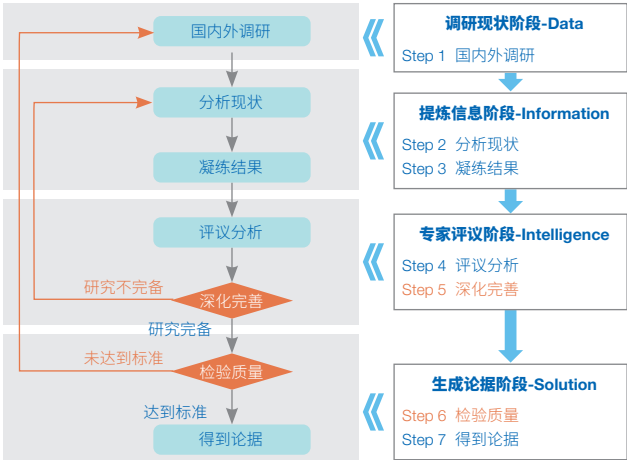 国内外调研
分析现状
凝练结果
评议分析
研究不完备
深化完善
研究完备
未达到标准
检验质量
达到标准
得到论据
调研现状阶段-Data
Step 1 国内外调研
提炼信息阶段-Information
Step 2 分析现状
Step 3 凝练结果
专家评议阶段-Intelligence
Step 4 评议分析
Step 5 深化完善
生成论据阶段-Solution
Step 6 检验质量
Step 7 得到论据